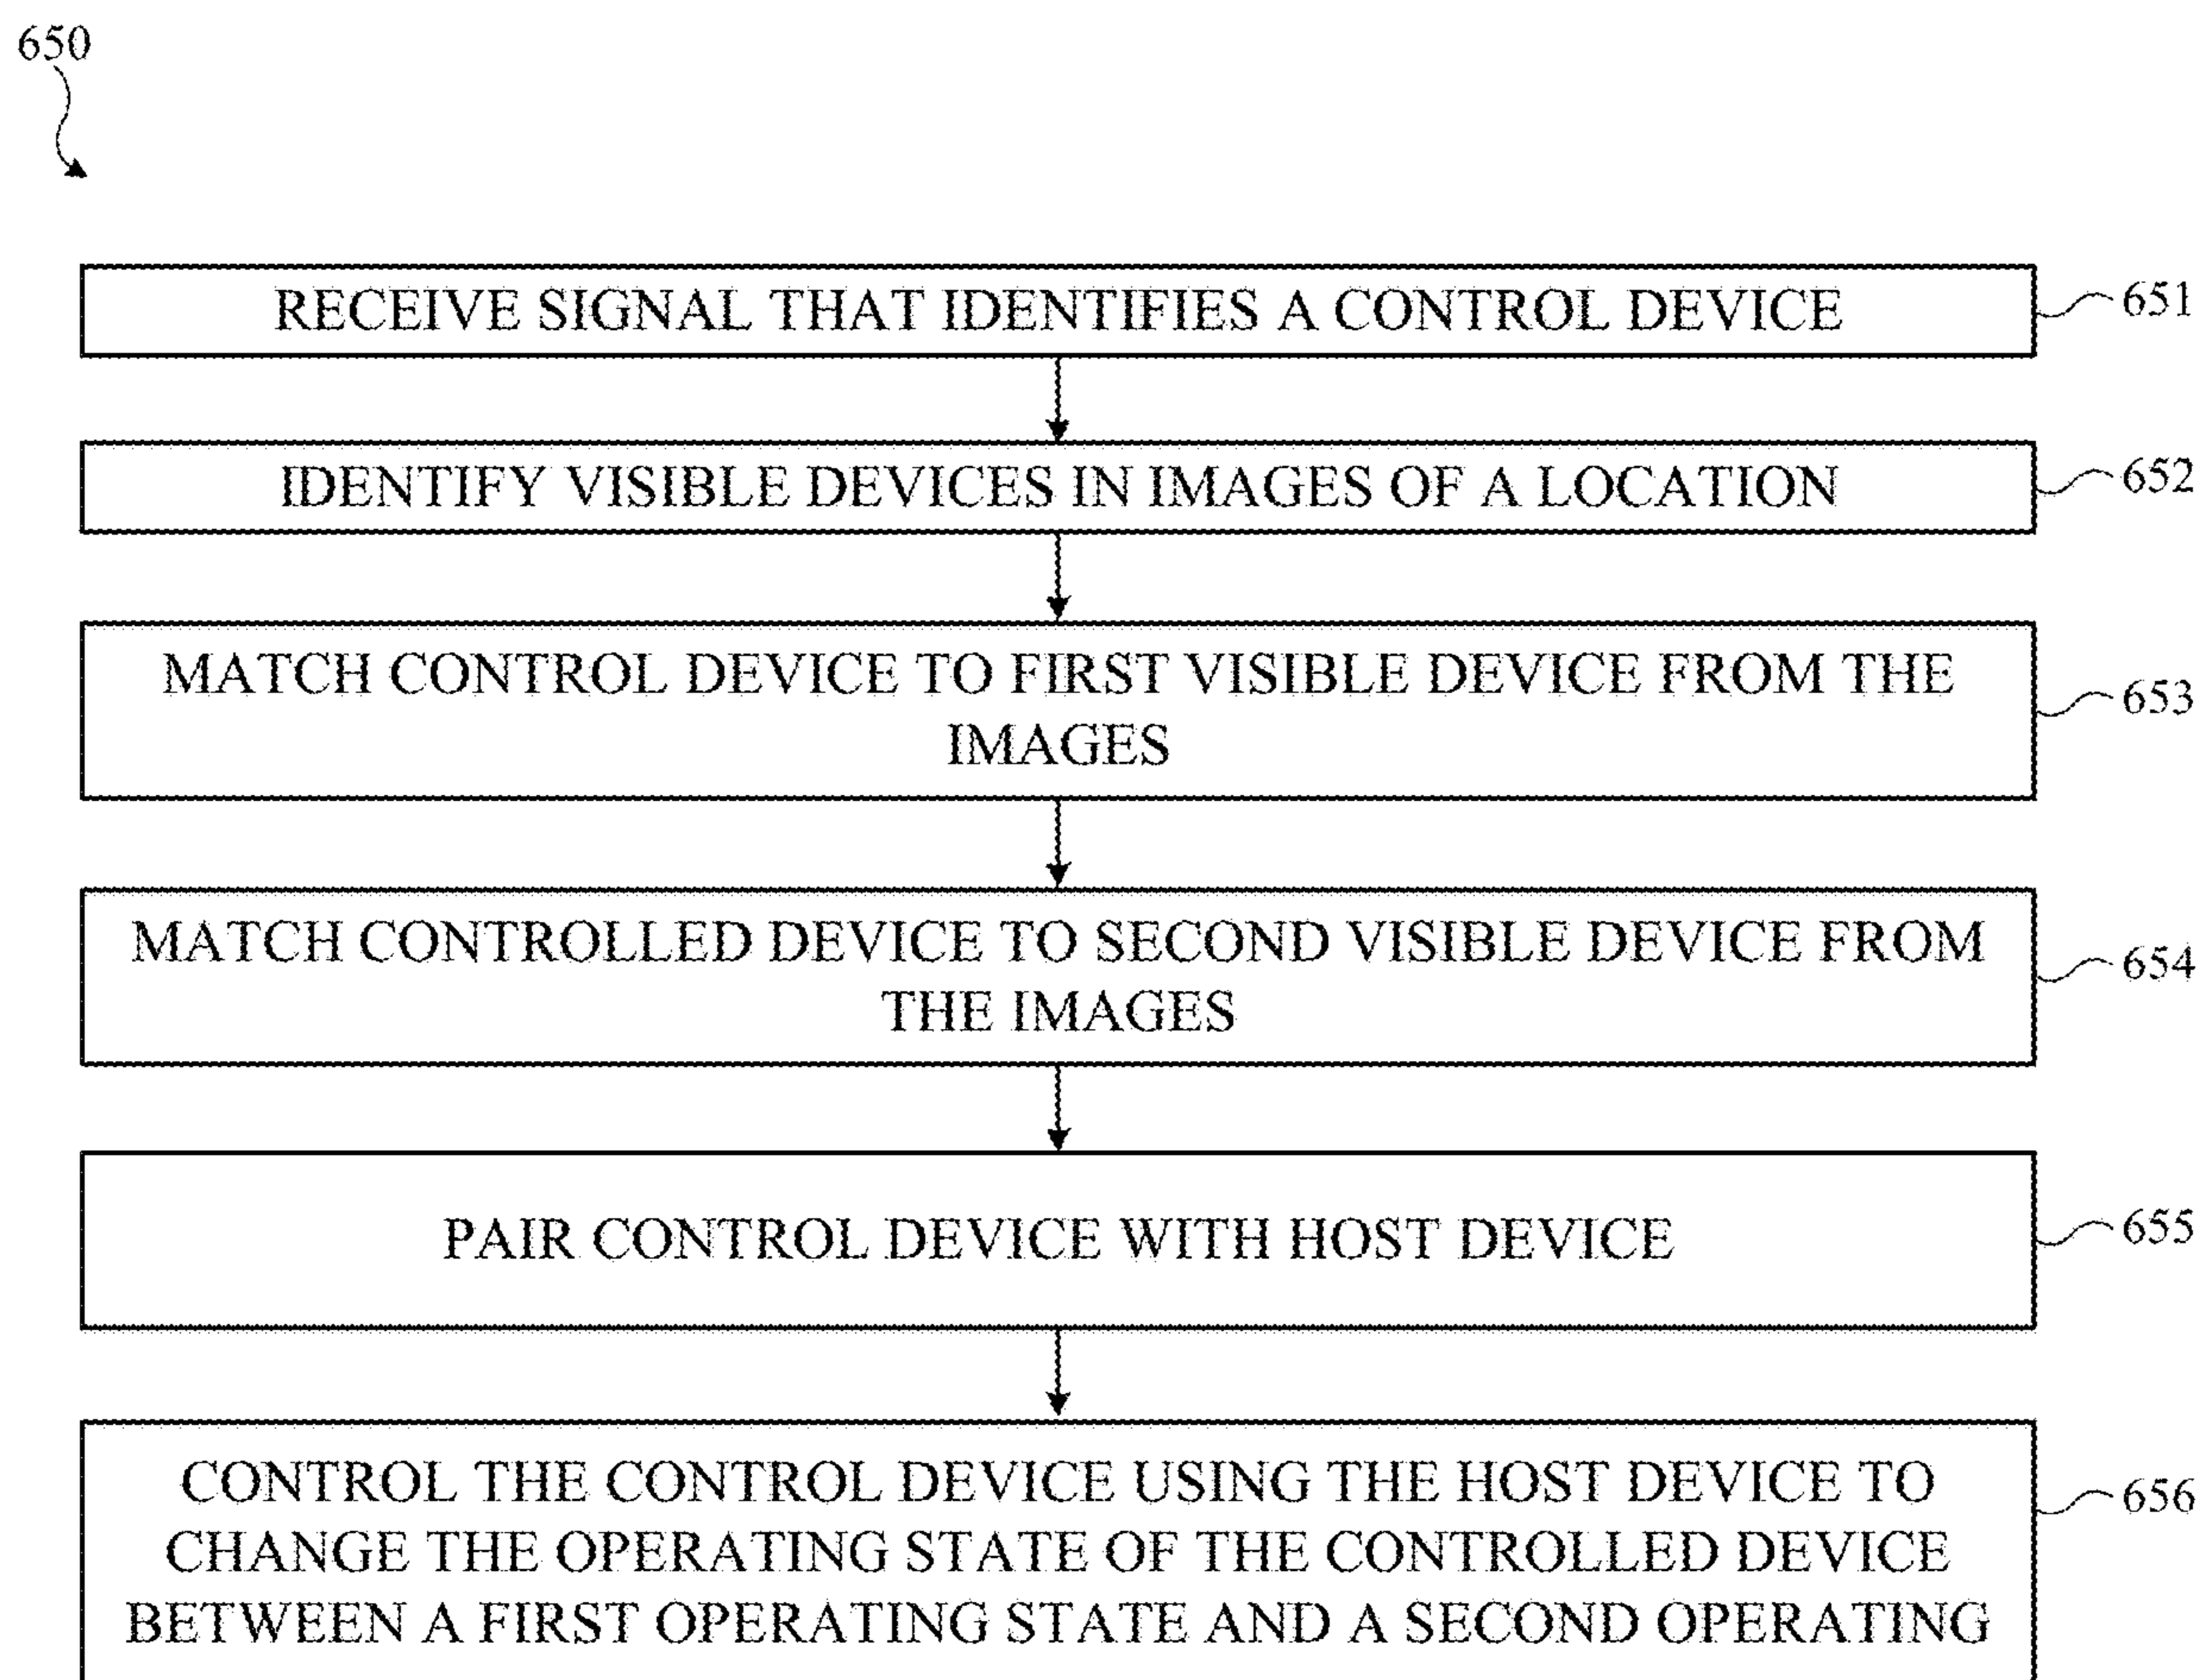 650
RECEIVE SIGNAL THAT IDENTIFIES A CONTROL DEVICE
651
IDENTIFY VISIBLE DEVICES IN IMAGES OF A LOCATION
652
MATCH CONTROL DEVICE TO FIRST VISIBLE DEVICE FROM THE
IMAGES
653
MATCH CONTROLLED DEVICE TO SECOND VISIBLE DEVICE FROM
THE IMAGES
654
PAIR CONTROL DEVICE WITH HOST DEVICE
655
CONTROL THE CONTROL DEVICE USING THE HOST DEVICE TO
CHANGE THE OPERATING STATE OF THE CONTROLLED DEVICE
BETWEEN A FIRST OPERATING STATE AND A SECOND OPERATING
656